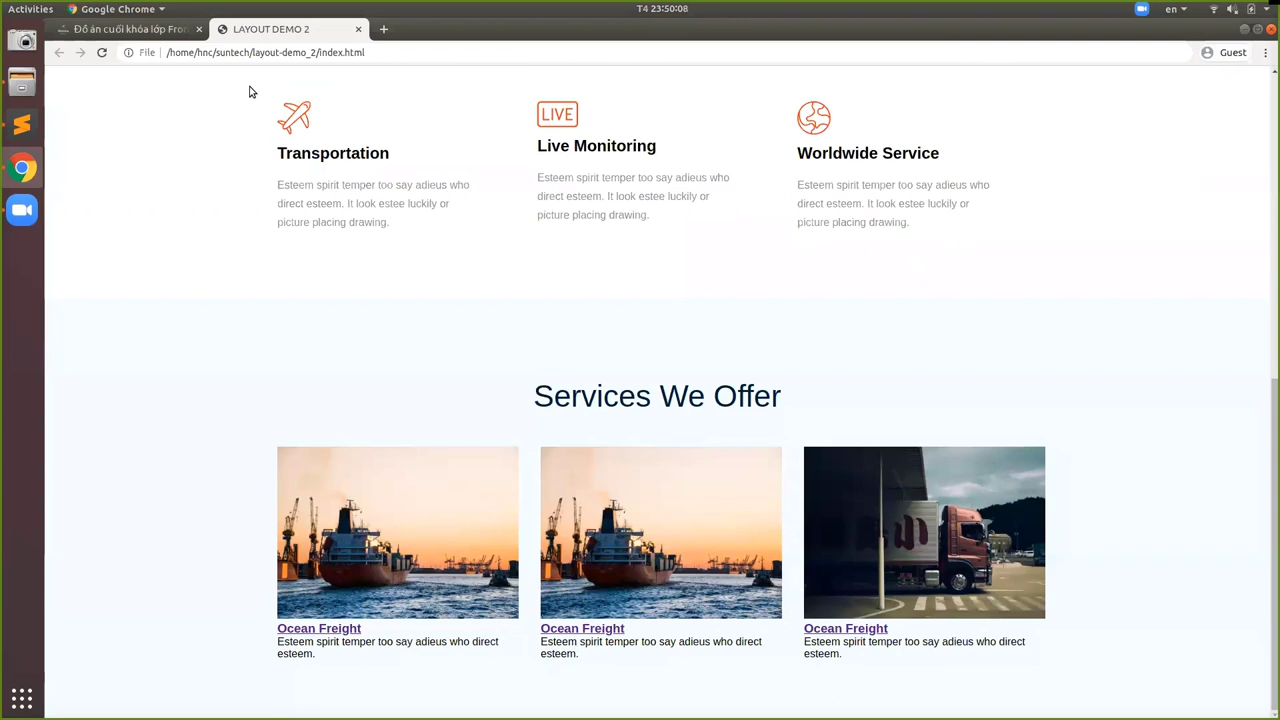 Activities Google Chrome T4 23:50:08 en
Đồ án cuối khóa lớp Fron LAYOUT DEMO 2
File /home/hnc/suntech/layout-demo_2/index.html Guest
LIVE
Transportation Live Monitoring Worldwide Service
Esteem spirit temper too say adieus who Esteem spirit temper too say adieus who Esteem spirit temper too say adieus who
direct esteem. It look estee luckily or direct esteem. It look estee luckily or direct esteem. It look estee luckily or
picture placing drawing. picture placing drawing. picture placing drawing.
Services We Offer
Ocean Freight Ocean Freight Ocean Freight
Esteem spirit temper too say adieus who direct Esteem spirit temper too say adieus who direct Esteem spirit temper too say adieus who direct
esteem. esteem. esteem.